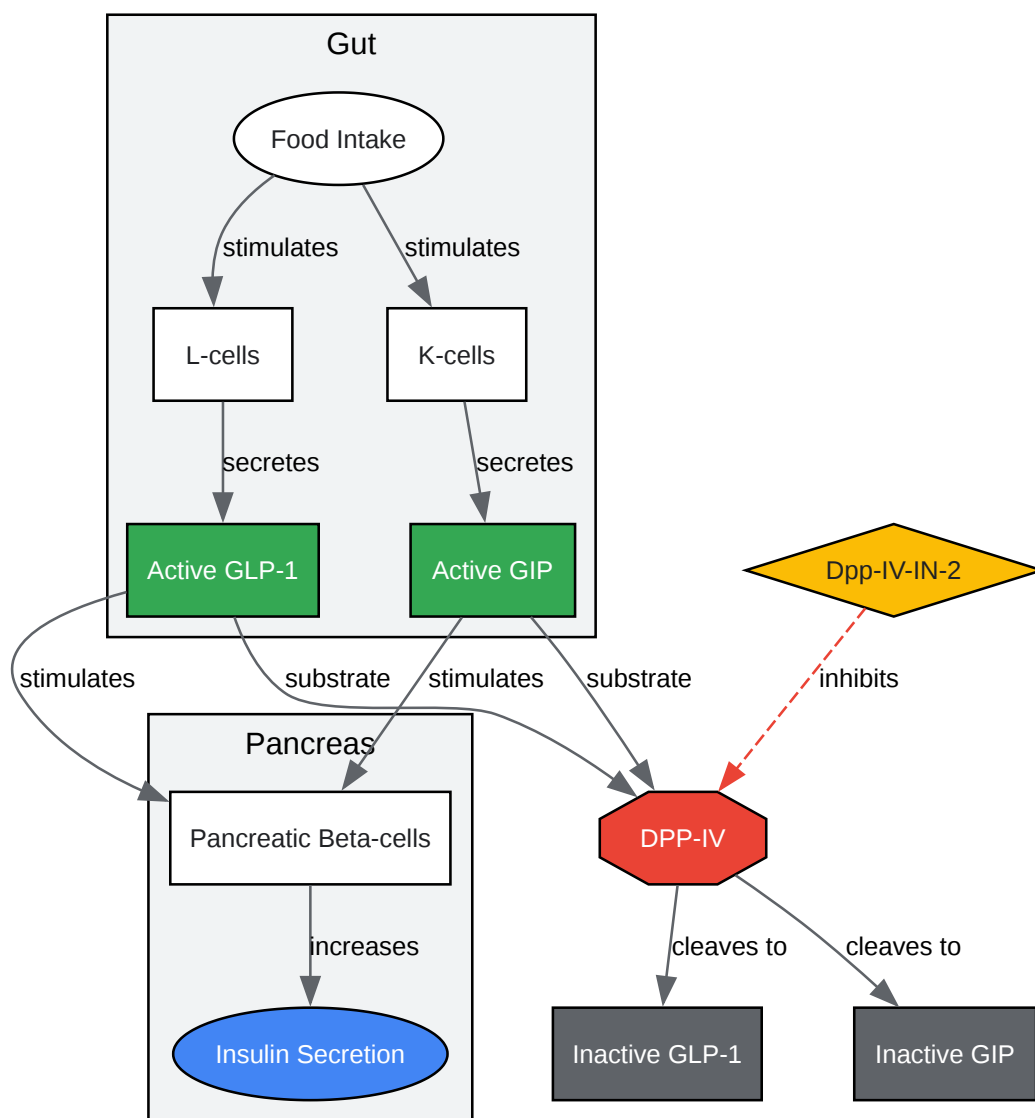 Gut
Food Intake
stimulates
stimulates
L-cells
K-cells
secretes
secretes
Active GLP-1
Active GIP
Dpp-IV-IN-2
stimulates
substrate
stimulates
substrate
inhibits
Pancreas
Pancreatic Beta-cells
DPP-IV
increases
cleaves to
cleaves to
Insulin Secretion
Inactive GLP-1
Inactive GIP